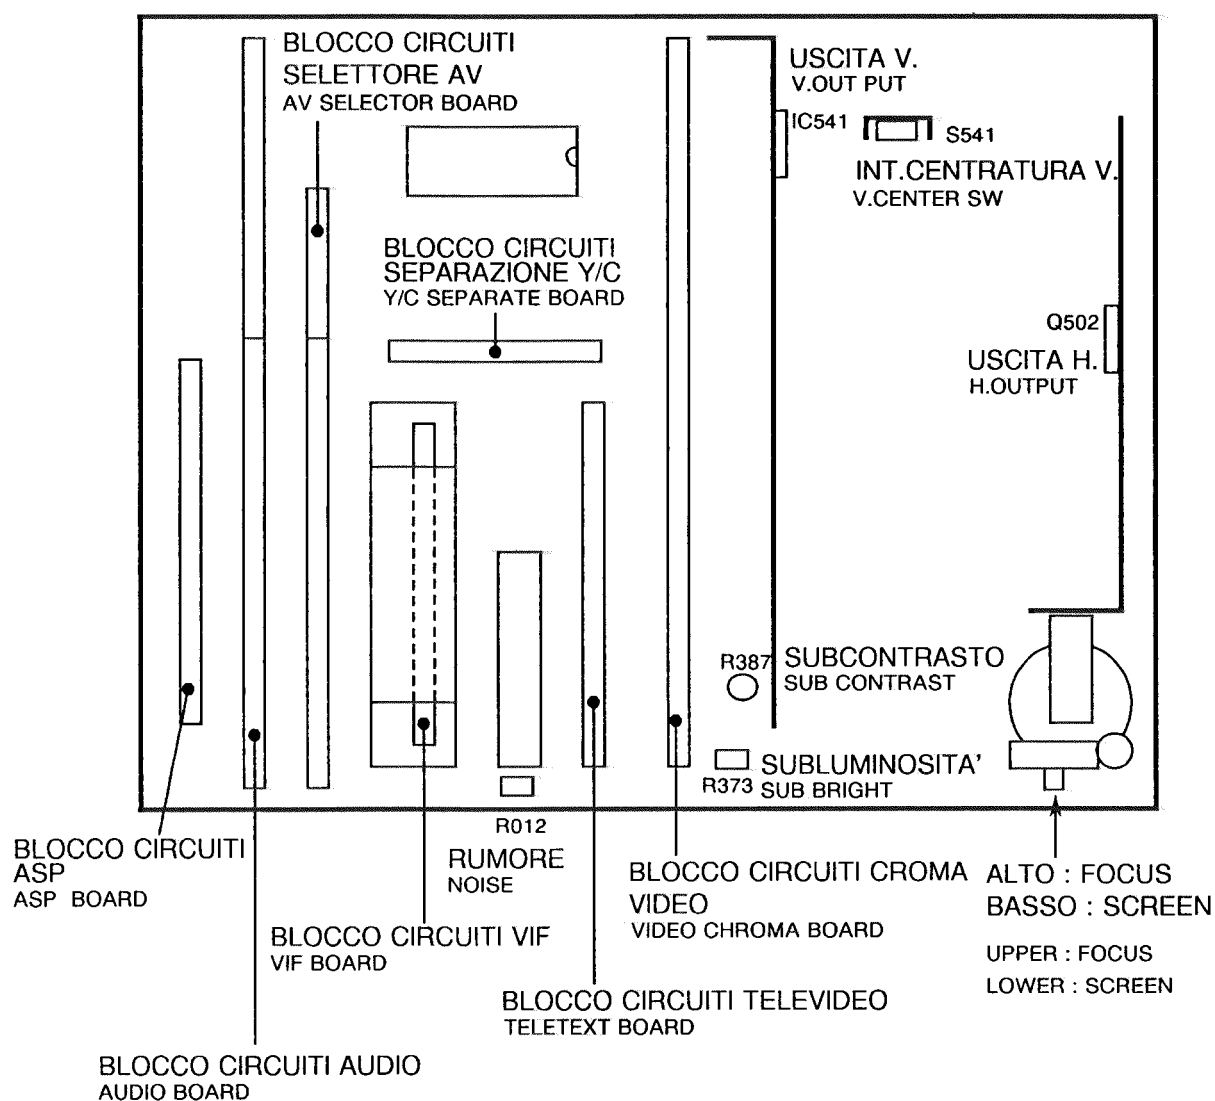 BLOCCO CIRCUITI
SELETTORE AV
AV SELECTOR BOARD
USCITA V.
V.OUT PUT
IC541
S541
INT.CENTRATURA V.
V.CENTER SW
BLOCCO CIRCUITI
SEPARAZIONE Y/C
Y/C SEPARATE BOARD
Q502
USCITA H.
H.OUTPUT
R387
SUBCONTRASTO
SUB CONTRAST
R373
SUBLUMINOSITA'
SUB BRIGHT
R012
RUMORE
NOISE
BLOCCO CIRCUITI
ASP
ASP BOARD
BLOCCO CIRCUITI CROMA
VIDEO
VIDEO CHROMA BOARD
ALTO : FOCUS
BASSO : SCREEN
UPPER : FOCUS
LOWER : SCREEN
BLOCCO CIRCUITI VIF
VIF BOARD
BLOCCO CIRCUITI TELEVIDEO
TELETEXT BOARD
BLOCCO CIRCUITI AUDIO
AUDIO BOARD